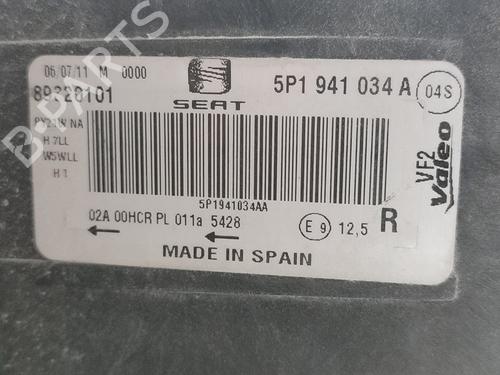 B-PARTS
06/07/11 M 0000
89328101
SEAT
5P1 941 034 A
04S
PY21W NA
H 7LL
W5WLL
H 1
5P1941034AA
VF2
Valeo
02A 00HCR PL 011a 5428
E 9 12,5 R
MADE IN SPAIN